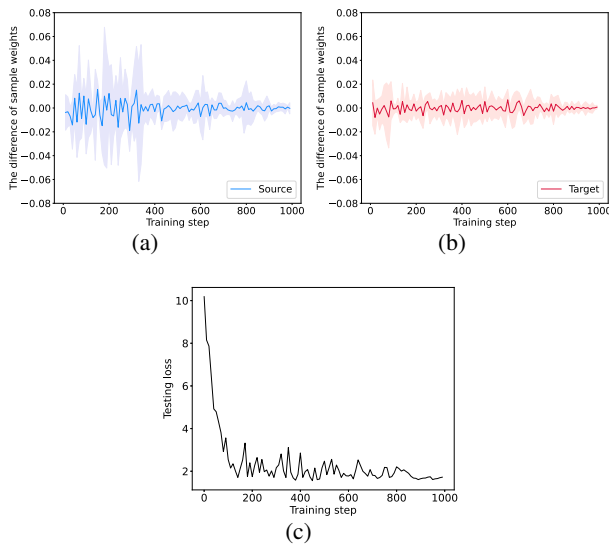 The difference of sample weights
0.08
0.06
0.04
0.02
0.00
−0.02
−0.04
−0.06
−0.08
Source
0 200 400 600 800 1000
Training step
(a)
The difference of sample weights
0.08
0.06
0.04
0.02
0.00
−0.02
−0.04
−0.06
−0.08
Target
0 200 400 600 800 1000
Training step
(b)
Testing loss
10
8
6
4
2
0 200 400 600 800 1000
Training step
(c)